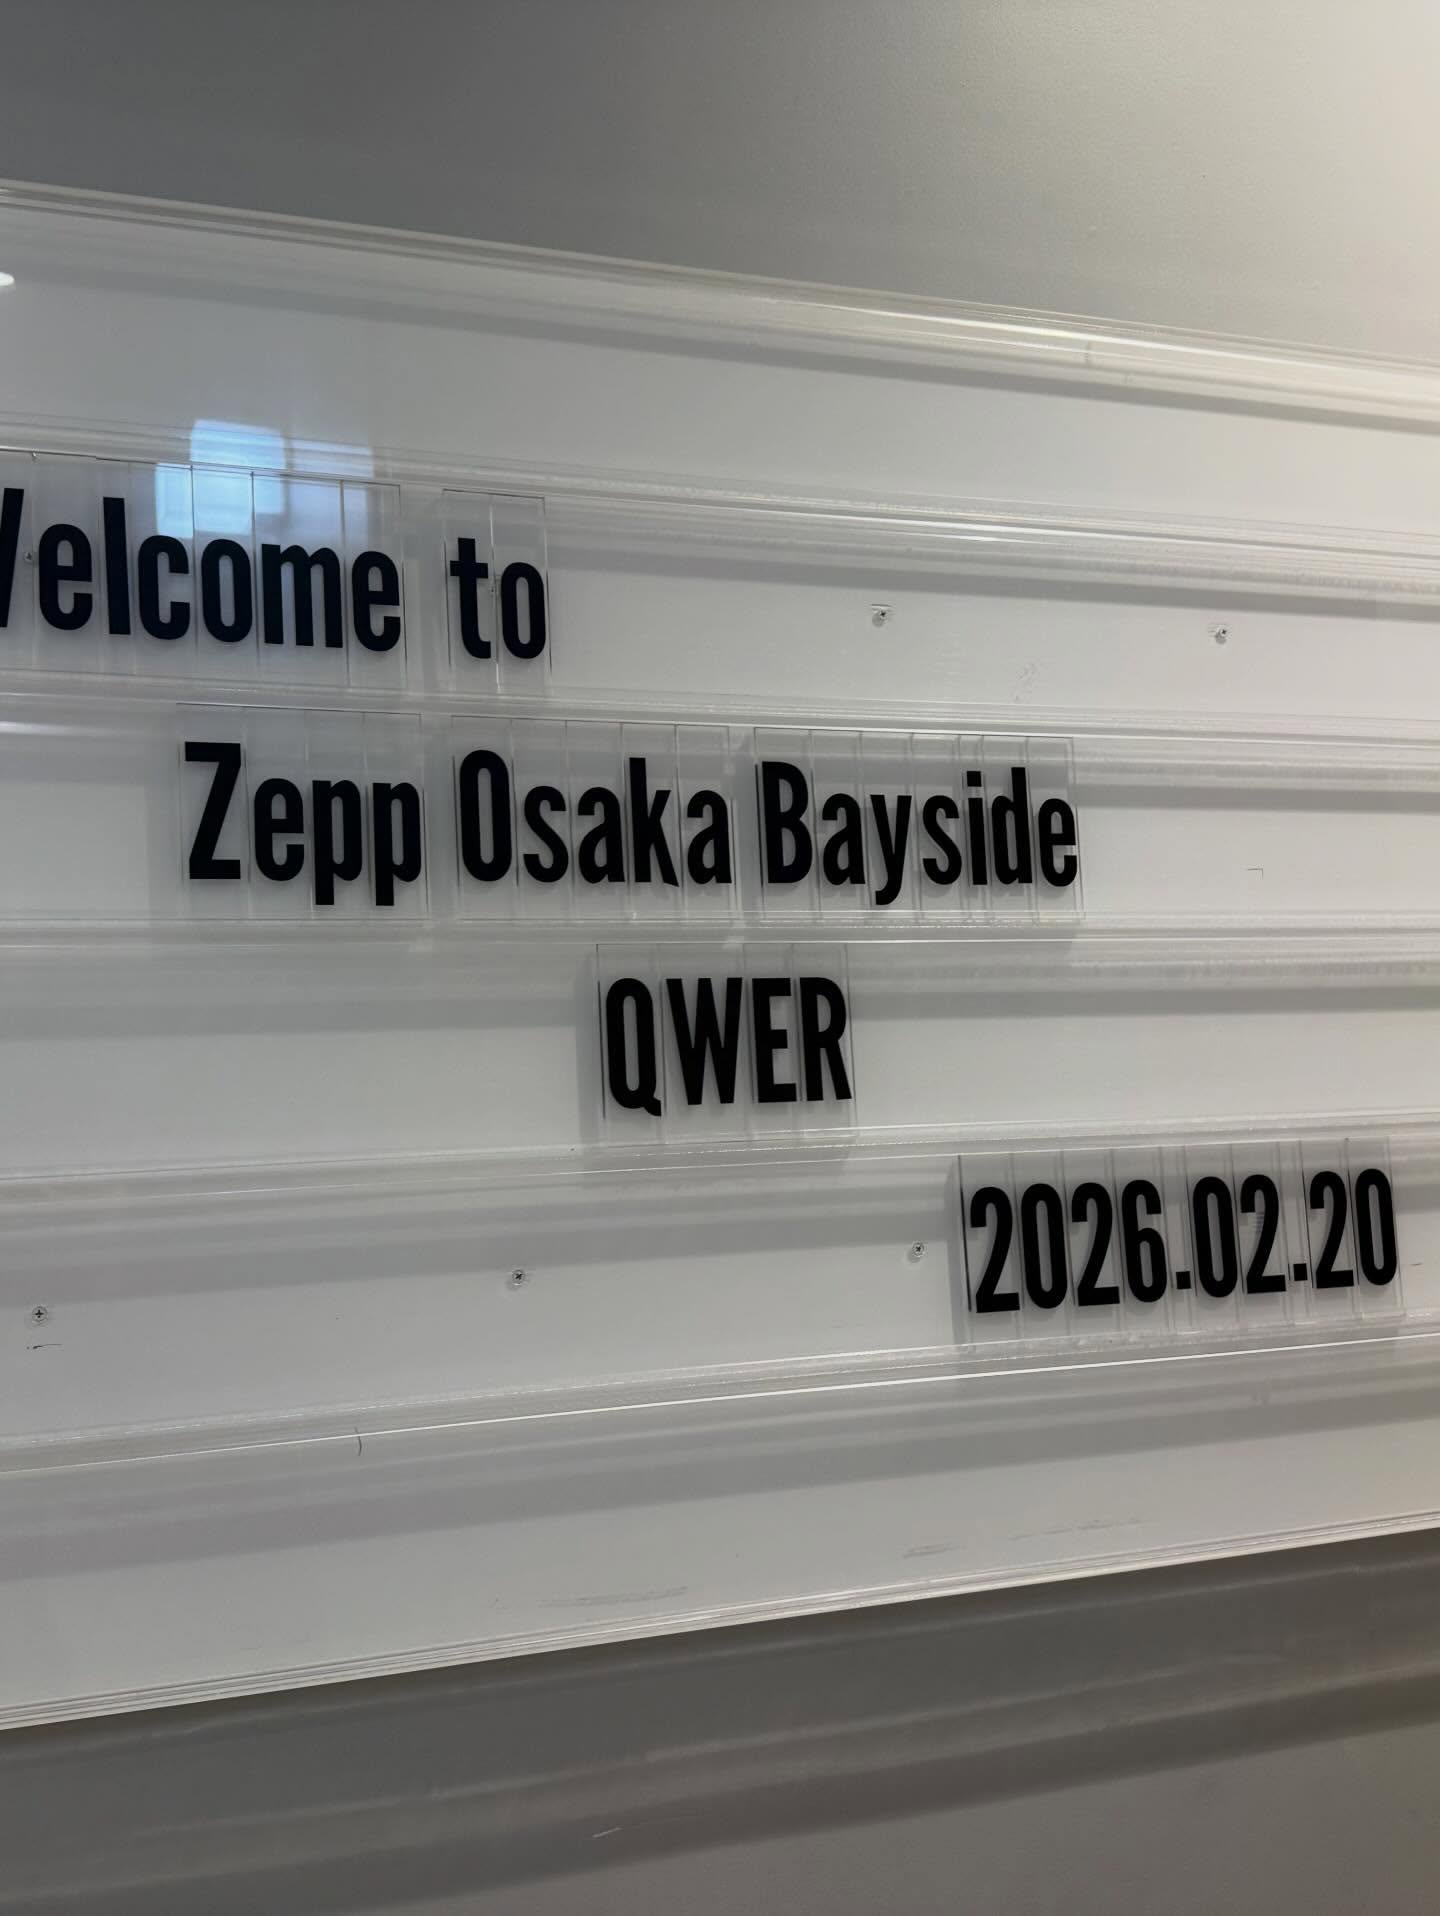 Welcome to
Zepp Osaka Bayside
QWER
2026.02.20